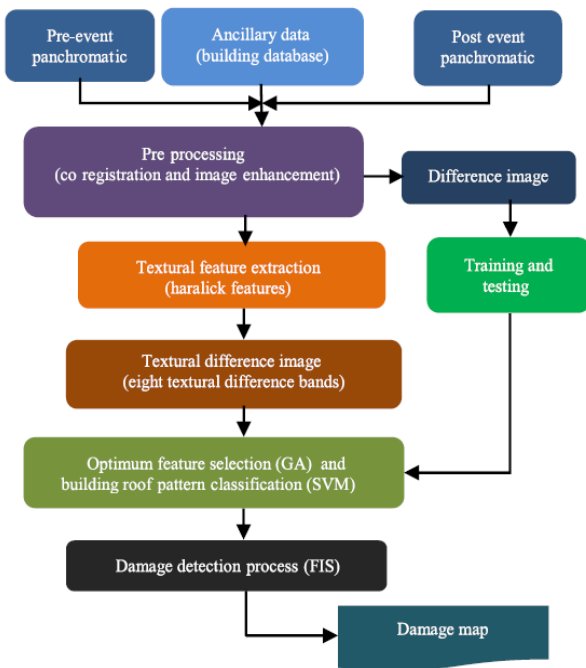 Pre-event
panchromatic
Ancillary data
(building database)
Post event
panchromatic
Pre processing
(co registration and image enhancement)
Difference image
Textural feature extraction
(haralick features)
Training and
testing
Textural difference image
(eight textural difference bands)
Optimum feature selection (GA) and
building roof pattern classification (SVM)
Damage detection process (FIS)
Damage map